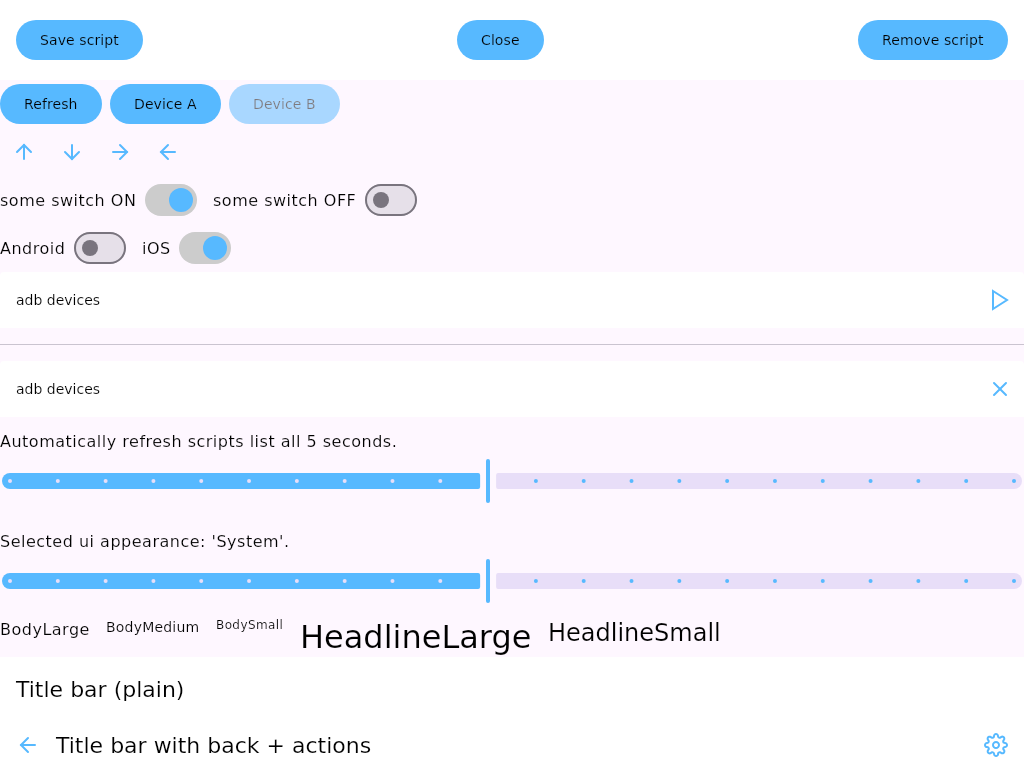 Save script Close Remove script
Refresh Device A Device B
some switch ON some switch OFF
Android iOS
adb devices
adb devices
Automatically refresh scripts list all 5 seconds.
Selected ui appearance: 'System'.
BodyLarge BodyMedium BodySmall HeadlineLarge HeadlineSmall
Title bar (plain)
Title bar with back + actions